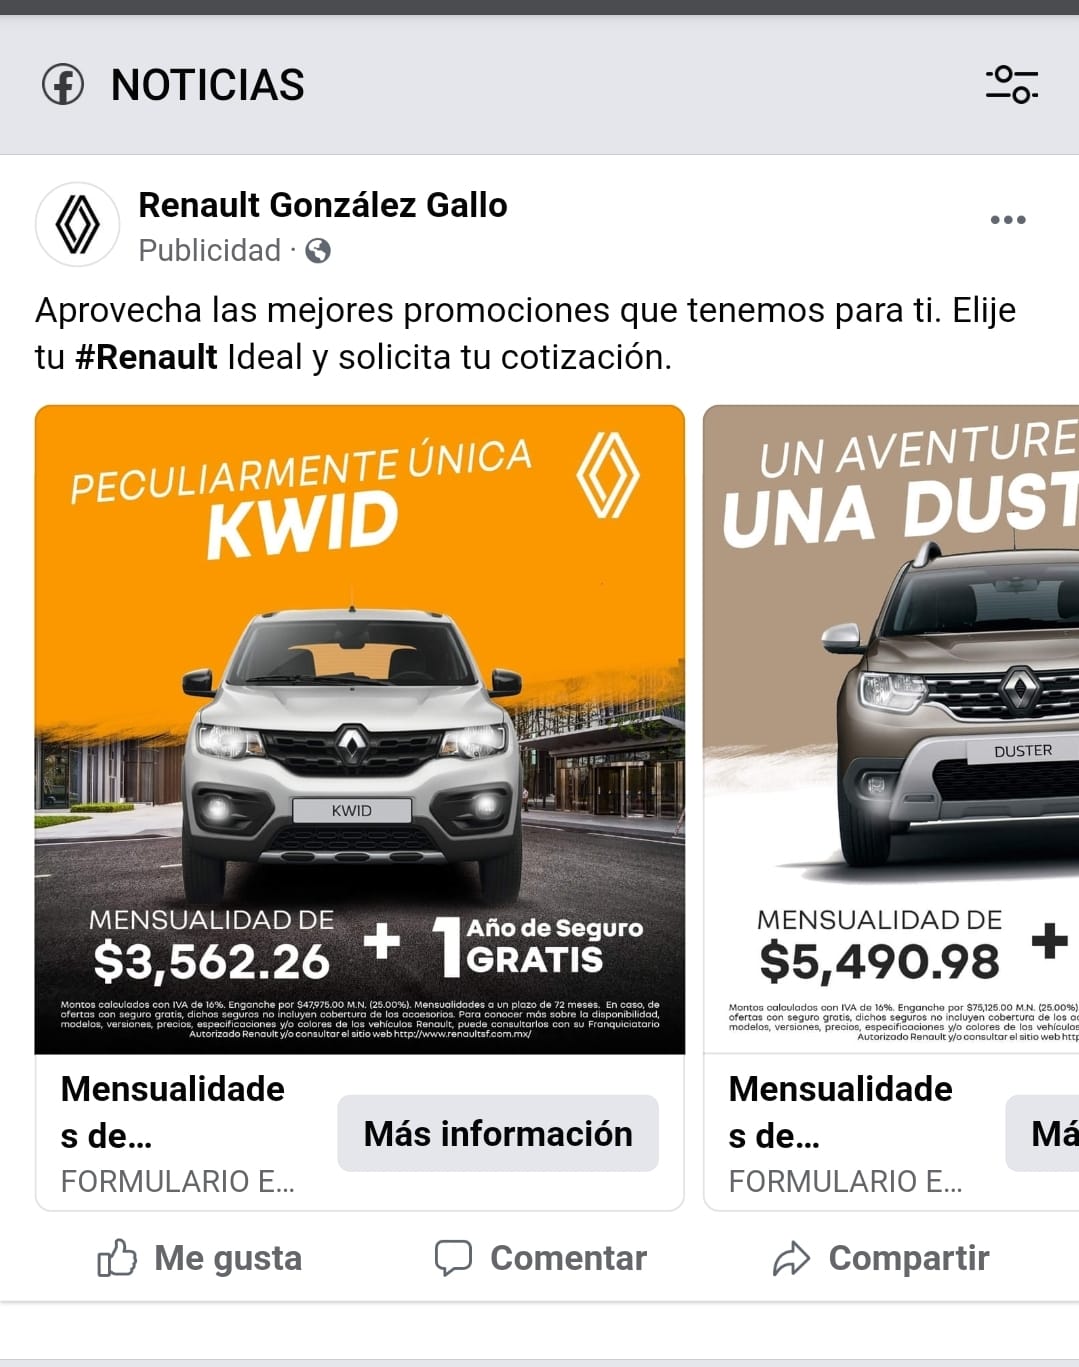 NOTICIAS
Renault González Gallo
Publicidad ·
Aprovecha las mejores promociones que tenemos para ti. Elije
tu #Renault Ideal y solicita tu cotización.
PECULIARMENTE ÚNICA
KWID
KWID
MENSUALIDAD DE
$3,562.26
+
1 Año de Seguro
GRATIS
Montos calculados con IVA de 16%. Enganche por $47,975.00 M.N. (25.00%). Mensualidades a un plazo de 72 meses. En caso, de
ofertas con seguro gratis, dichos seguros no incluyen cobertura de los accesorios. Para conocer más sobre la disponibilidad,
modelos, versiones, precios, especificaciones y/o colores de los vehículos Renault, puede consultarlos con su Franquiciatario
Autorizado Renault y/o consultar el sitio web http://www.renaultsf.com.mx/
Mensualidade
s de...
FORMULARIO E...
Más información
UN AVENTURE
UNA DUST
DUSTER
MENSUALIDAD DE
$5,490.98
+
Montos calculados con IVA de 16%. Enganche por $75,125.00 M.N. (25.00%)
ofertas con seguro gratis, dichos seguros no incluyen cobertura de los ac
modelos, versiones, precios, especificaciones y/o colores de los vehículos
Autorizado Renault y/o consultar el sitio web http
Mensualidade
s de...
FORMULARIO E...
Má
Me gusta
Comentar
Compartir